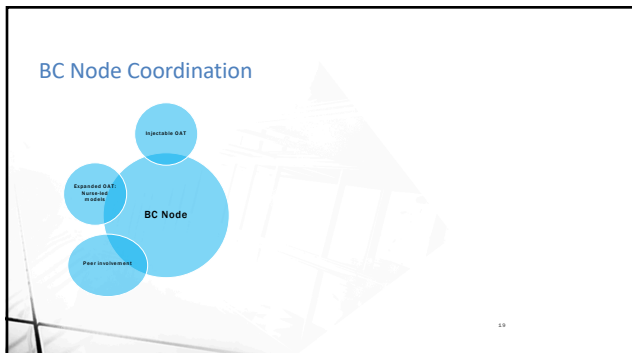 BC Node Coordination
Injectable OAT
Expanded OAT:
Nurse-led
models
BC Node
Peer involvement
19